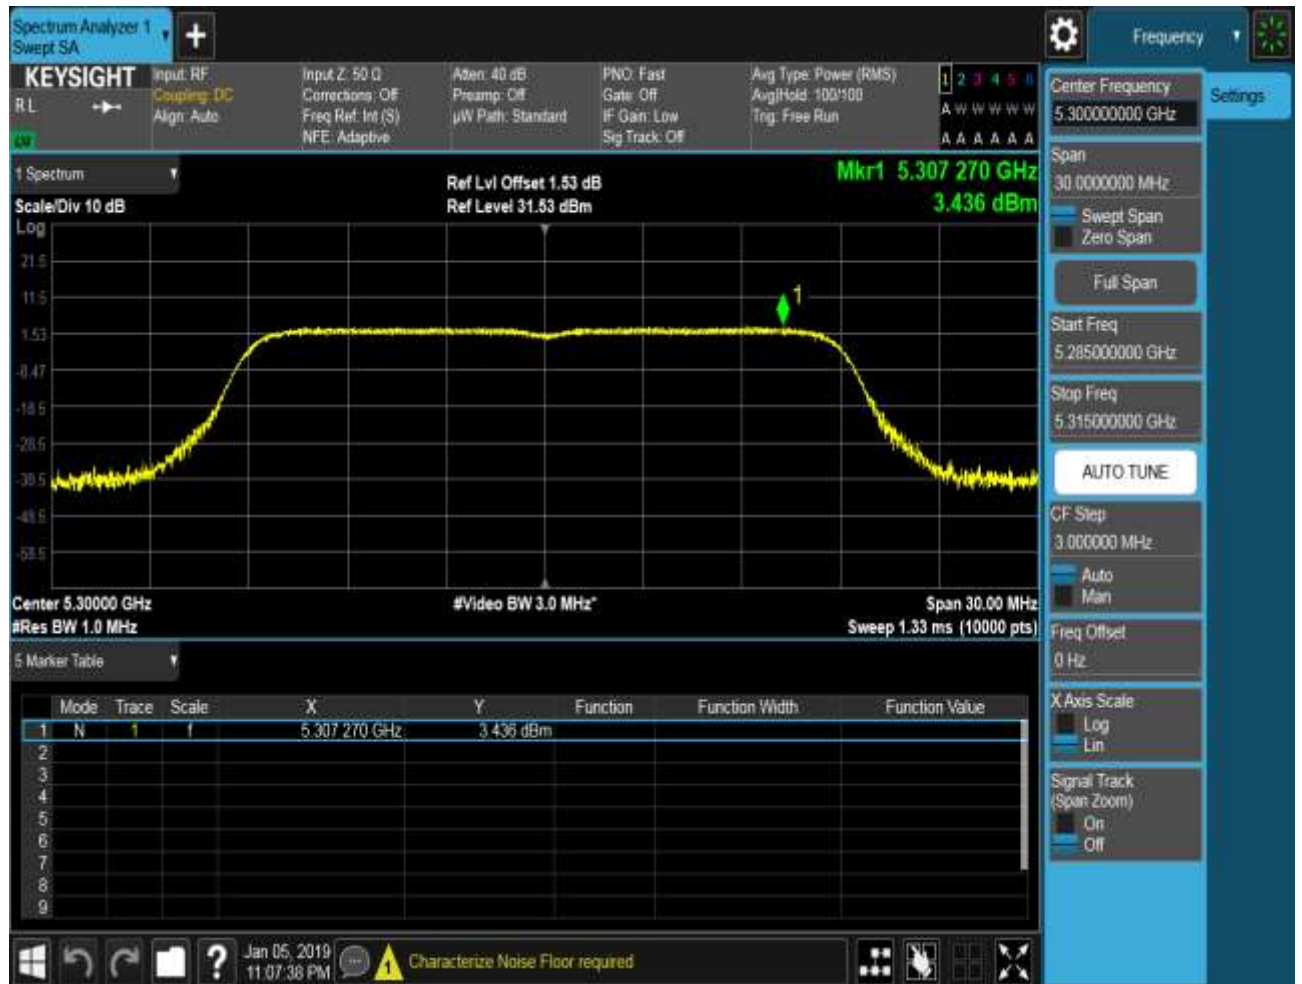 Spectrum Analyzer 1
Swept SA
+
Frequency
KEYSIGHT
RL
Input: RF
Coupling: DC
Align: Auto
Input Z: 50 Ω
Corrections: Off
Freq Ref: Int (S)
NFE: Adaptive
Atten: 40 dB
Preamp: Off
µW Path: Standard
PNO: Fast
Gate: Off
IF Gain: Low
Sig Track: Off
Avg Type: Power (RMS)
Avg|Hold: 100/100
Trig: Free Run
1 2 3 4 5 6
A W W W W W
A A A A A A
1 Spectrum
Scale/Div 10 dB
Ref Lvl Offset 1.53 dB
Ref Level 31.53 dBm
Mkr1 5.307 270 GHz
3.436 dBm
Log
21.5
11.5
1.53
-8.47
-18.5
-28.5
-38.5
-48.5
-58.5
1
Center 5.30000 GHz
#Res BW 1.0 MHz
#Video BW 3.0 MHz*
Span 30.00 MHz
Sweep 1.33 ms (10000 pts)
5 Marker Table
Mode Trace Scale X Y Function Function Width Function Value
1 N 1 f 5.307 270 GHz 3.436 dBm
2
3
4
5
6
7
8
9
Center Frequency
5.300000000 GHz
Settings
Span
30.0000000 MHz
Swept Span
Zero Span
Full Span
Start Freq
5.285000000 GHz
Stop Freq
5.315000000 GHz
AUTO TUNE
CF Step
3.000000 MHz
Auto
Man
Freq Offset
0 Hz
X Axis Scale
Log
Lin
Signal Track
(Span Zoom)
On
Off
?
Jan 05, 2019
11:07:38 PM
1
Characterize Noise Floor required